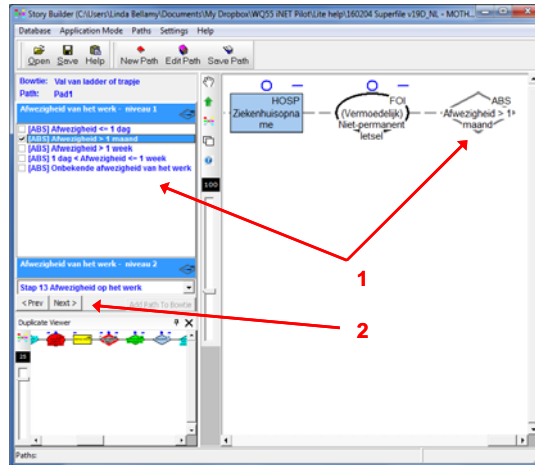 Story Builder (C:\Users\Linda Bellamy\Documents\My Dropbox\WQ55 iNET Pilot\Lite help\160204 Superfile v19D_NL - MOTH...
Database Application Mode Paths Settings Help
Open Save Help New Path Edit Path Save Path
Bowtie: Val van ladder of trapje
Path: Pad1
Afwezigheid van het werk - niveau 1
[ABS] Afwezigheid <= 1 dag
[ABS] Afwezigheid > 1 maand
[ABS] Afwezigheid > 1 week
[ABS] 1 dag < Afwezigheid <= 1 week
[ABS] Onbekende afwezigheid van het werk
Afwezigheid van het werk - niveau 2
Stap 13 Afwezigheid op het werk
< Prev Next > Add Path To Bowtie
Duplicate Viewer
25
Paths:
100
HOSP
Ziekenhuisopna
me
FOI
(Vermoedelijk)
Niet-permanent
letsel
ABS
Afwezigheid > 1
maand
1
2